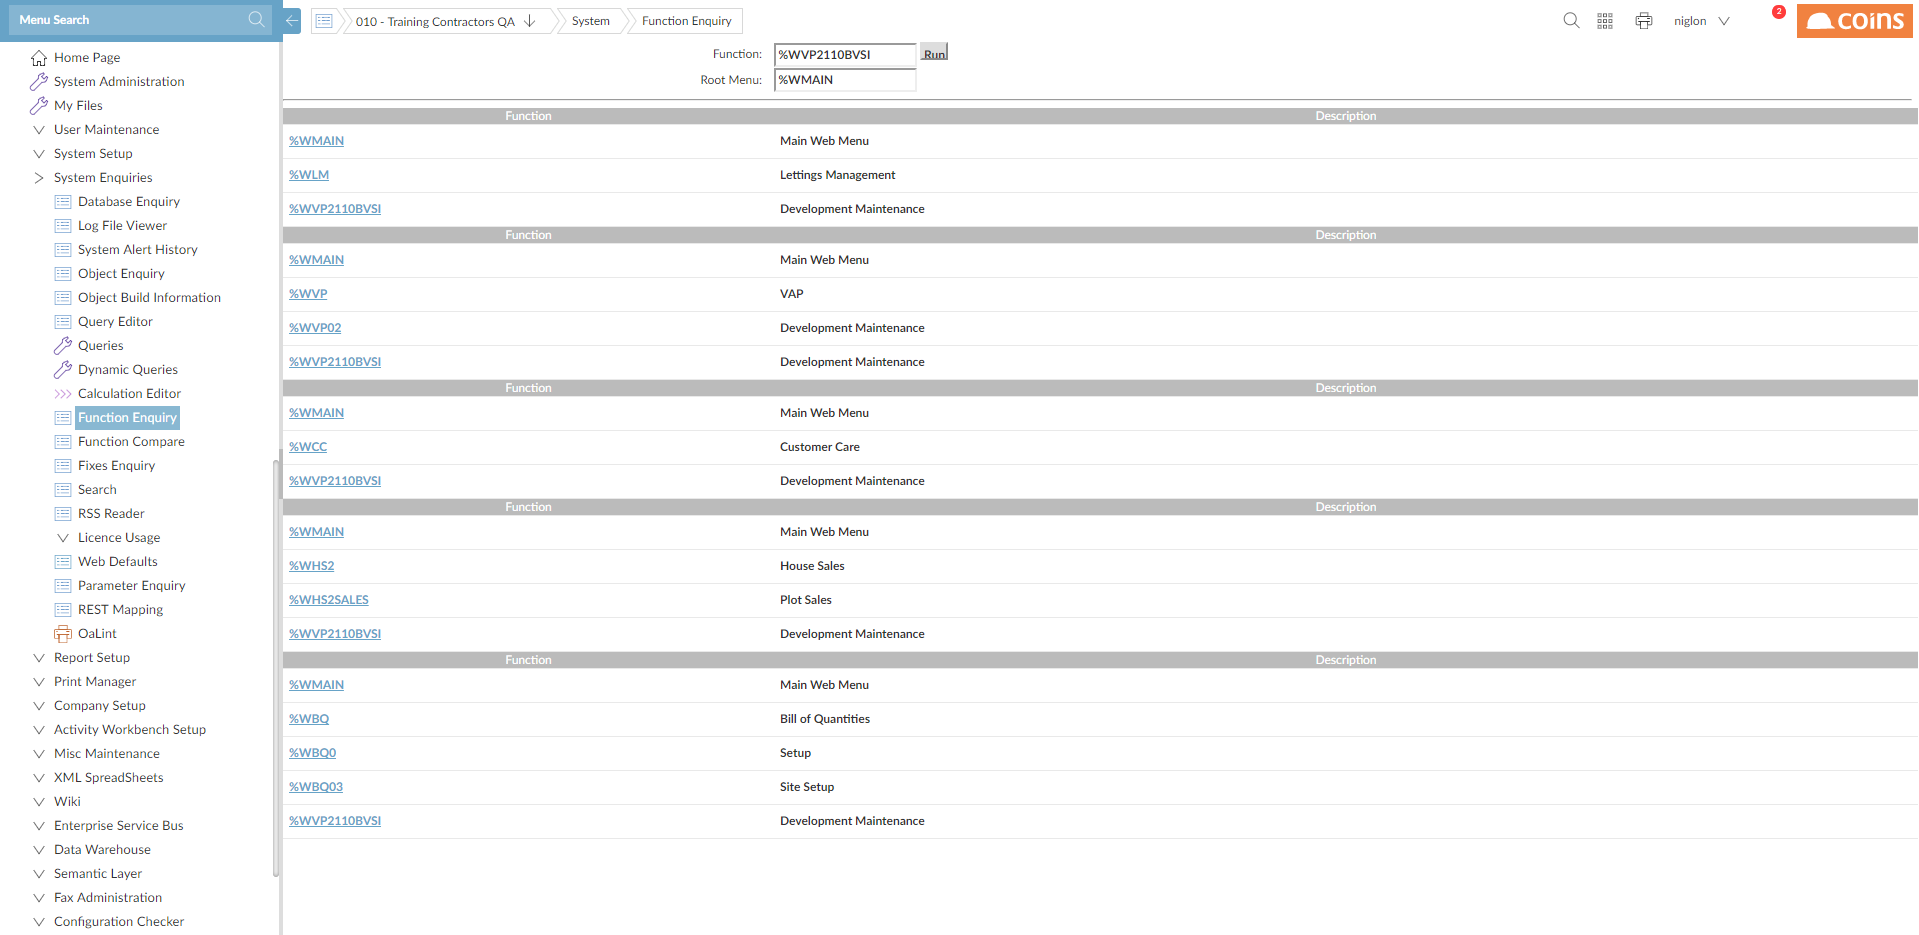 Menu Search
010 - Training Contractors QA
System
Function Enquiry
niglon
2
coins
Home Page
System Administration
My Files
User Maintenance
System Setup
System Enquiries
Database Enquiry
Log File Viewer
System Alert History
Object Enquiry
Object Build Information
Query Editor
Queries
Dynamic Queries
Calculation Editor
Function Enquiry
Function Compare
Fixes Enquiry
Search
RSS Reader
Licence Usage
Web Defaults
Parameter Enquiry
REST Mapping
OaLint
Report Setup
Print Manager
Company Setup
Activity Workbench Setup
Misc Maintenance
XML SpreadSheets
Wiki
Enterprise Service Bus
Data Warehouse
Semantic Layer
Fax Administration
Configuration Checker
Function: %WVP2110BVSI Run
Root Menu: %WMAIN
Function Description
%WMAIN Main Web Menu
%WLM Lettings Management
%WVP2110BVSI Development Maintenance
Function Description
%WMAIN Main Web Menu
%WVP VAP
%WVP02 Development Maintenance
%WVP2110BVSI Development Maintenance
Function Description
%WMAIN Main Web Menu
%WCC Customer Care
%WVP2110BVSI Development Maintenance
Function Description
%WMAIN Main Web Menu
%WHS2 House Sales
%WHS2SALES Plot Sales
%WVP2110BVSI Development Maintenance
Function Description
%WMAIN Main Web Menu
%WBQ Bill of Quantities
%WBQ0 Setup
%WBQ03 Site Setup
%WVP2110BVSI Development Maintenance